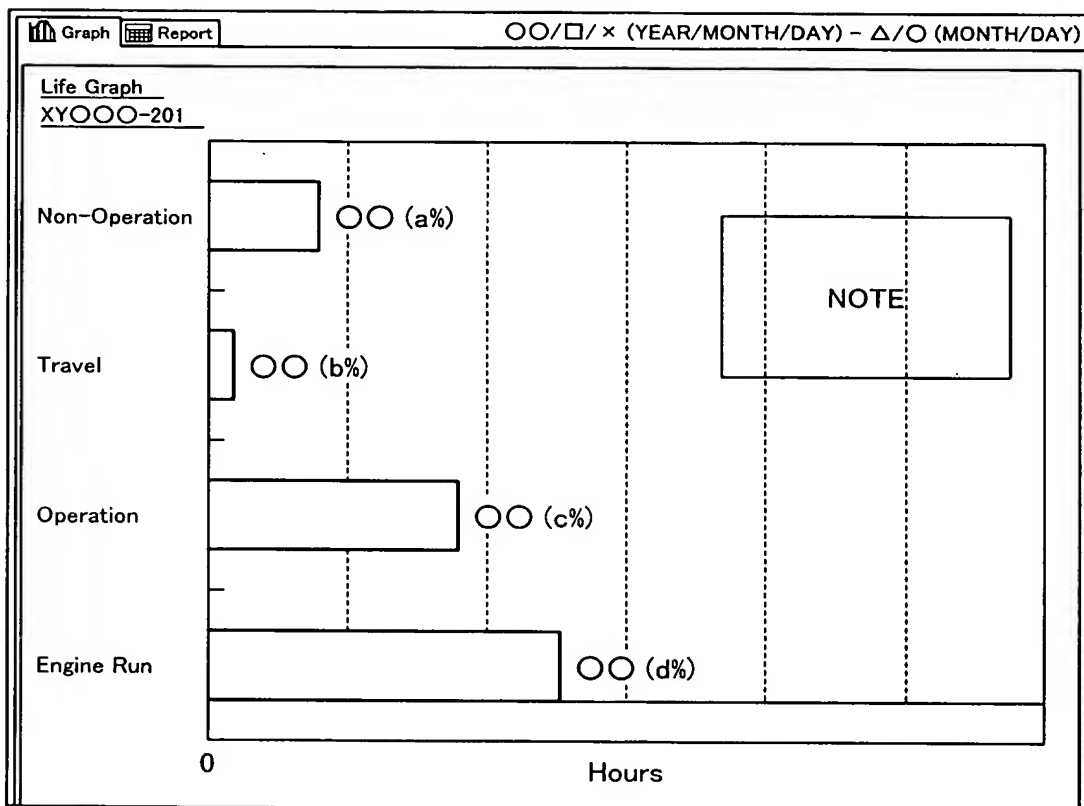 Graph Report ○○/□/× (YEAR/MONTH/DAY) – △/○ (MONTH/DAY)
Life Graph
XY○○○-201
Non-Operation ○○ (a%)
NOTE
Travel ○○ (b%)
Operation ○○ (c%)
Engine Run ○○ (d%)
0
Hours